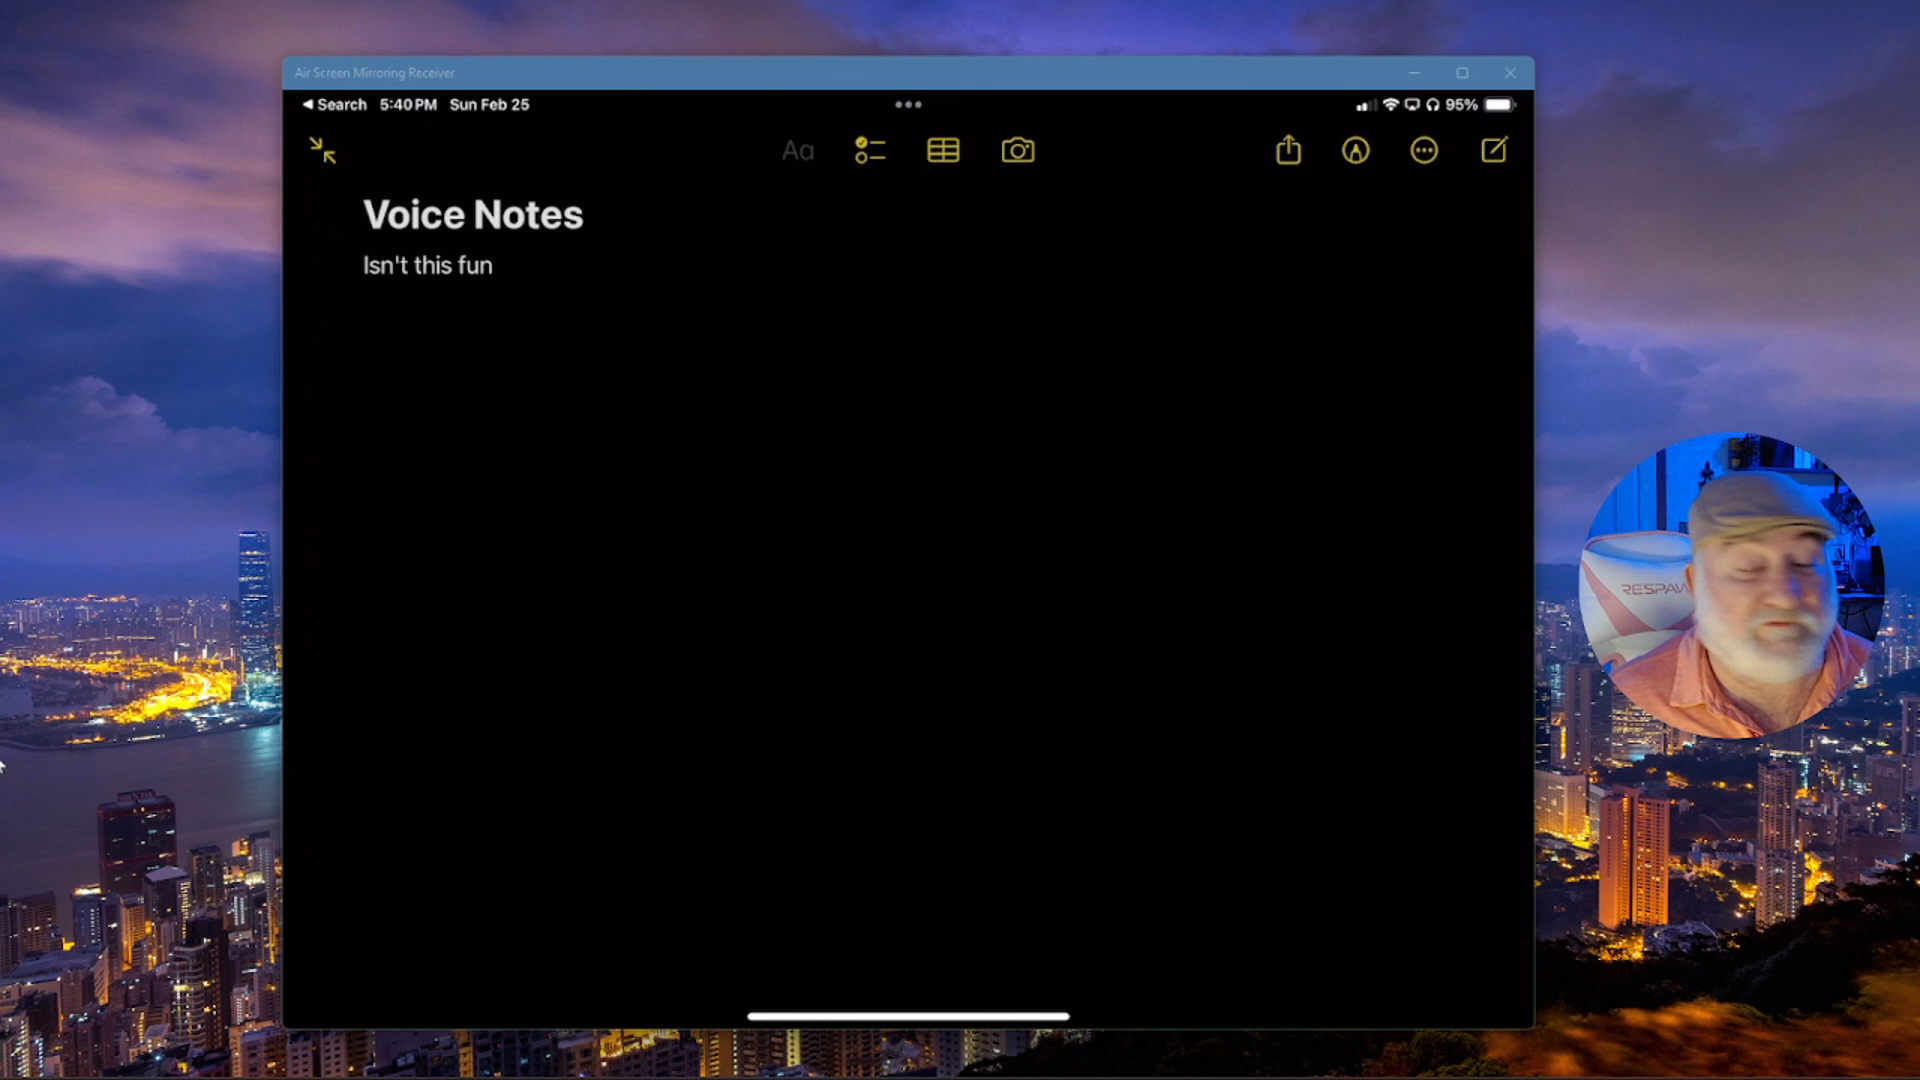 Air Screen Mirroring Receiver
Search 5:40 PM Sun Feb 25
95%
Aa
Voice Notes
Isn't this fun
RESPAW